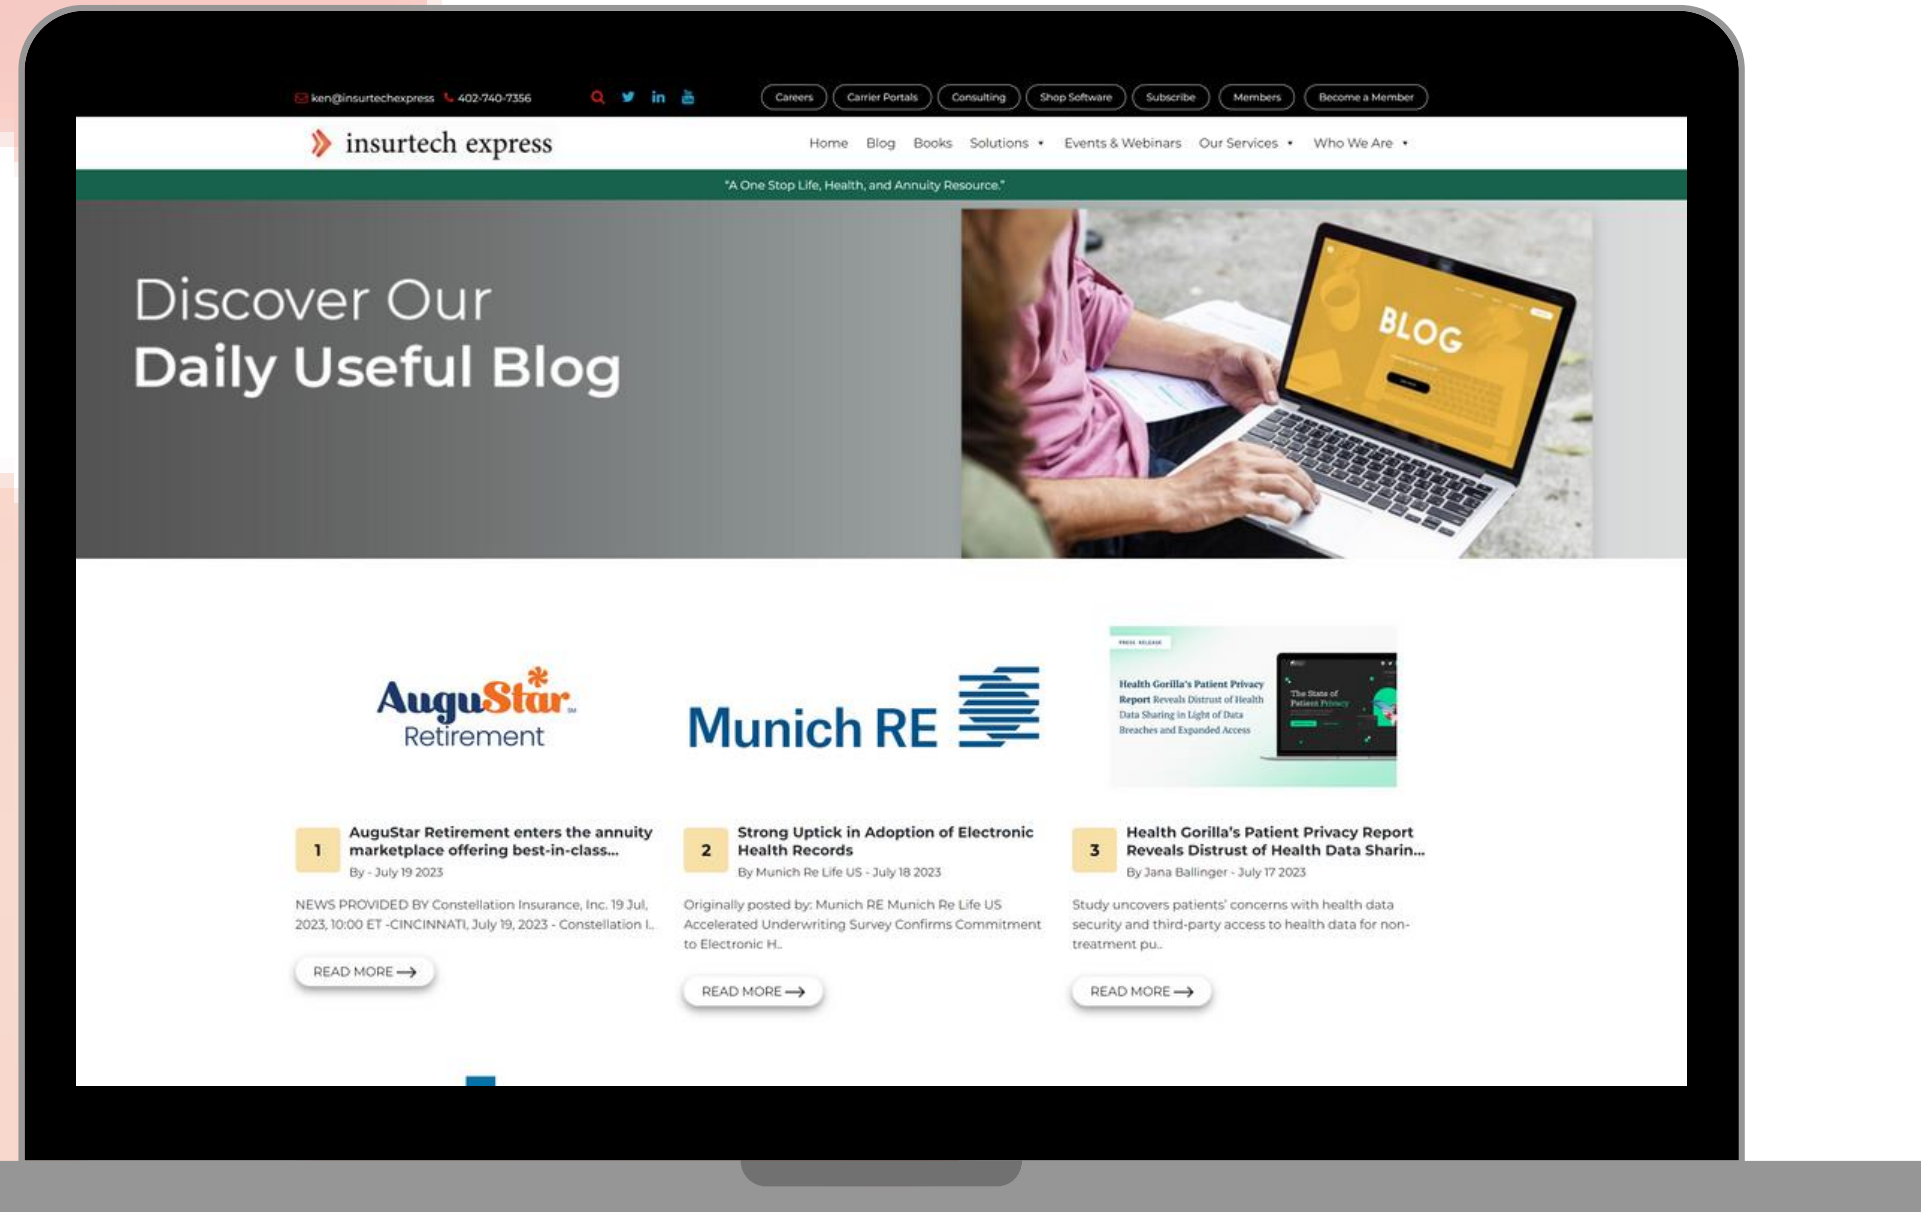 ken@insurtechexpress 402-740-7356
Careers Carrier Portals Consulting Shop Software Subscribe Members Become a Member
insurtech express
Home Blog Books Solutions Events & Webinars Our Services Who We Are
"A One Stop Life, Health, and Annuity Resource."
Discover Our
Daily Useful Blog
BLOG
AuguStar
Retirement
Munich RE
PRESS RELEASE
Health Gorilla's Patient Privacy
Report Reveals Distrust of Health
Data Sharing in Light of Data
Breaches and Expanded Access
The State of
Patient Privacy
1
AuguStar Retirement enters the annuity
marketplace offering best-in-class...
By - July 19 2023
NEWS PROVIDED BY Constellation Insurance, Inc. 19 Jul,
2023, 10:00 ET -CINCINNATI, July 19, 2023 - Constellation I..
READ MORE
2
Strong Uptick in Adoption of Electronic
Health Records
By Munich Re Life US - July 18 2023
Originally posted by: Munich RE Munich Re Life US
Accelerated Underwriting Survey Confirms Commitment
to Electronic H..
READ MORE
3
Health Gorilla's Patient Privacy Report
Reveals Distrust of Health Data Sharin...
By Jana Ballinger - July 17 2023
Study uncovers patients' concerns with health data
security and third-party access to health data for non-
treatment pu..
READ MORE